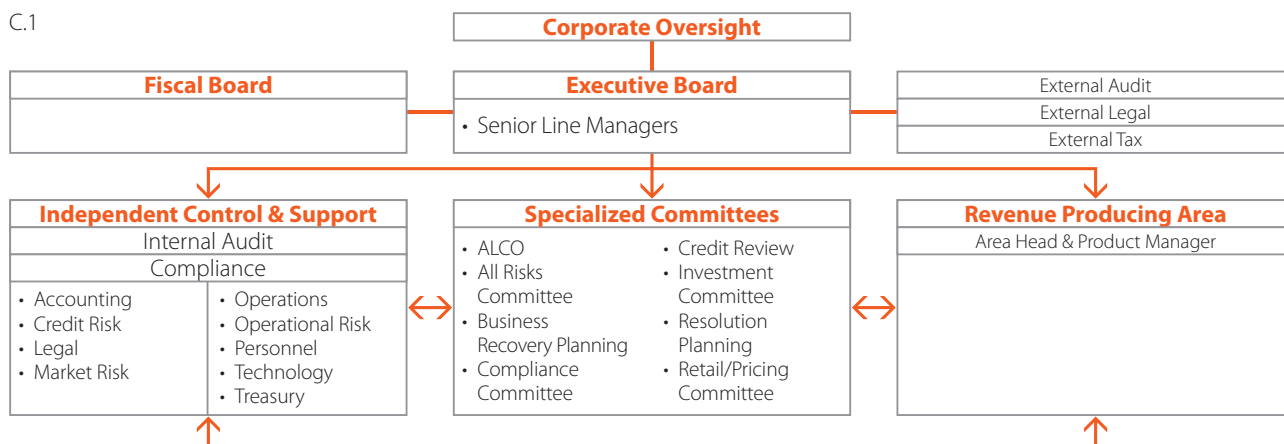 C.1
Corporate Oversight
Fiscal Board
Executive Board
• Senior Line Managers
External Audit
External Legal
External Tax
Independent Control & Support
Internal Audit
Compliance
• Accounting
• Credit Risk
• Legal
• Market Risk
• Operations
• Operational Risk
• Personnel
• Technology
• Treasury
Specialized Committees
• ALCO
• All Risks
Committee
• Business
Recovery Planning
• Compliance
Committee
• Credit Review
• Investment
Committee
• Resolution
Planning
• Retail/Pricing
Committee
Revenue Producing Area
Area Head & Product Manager